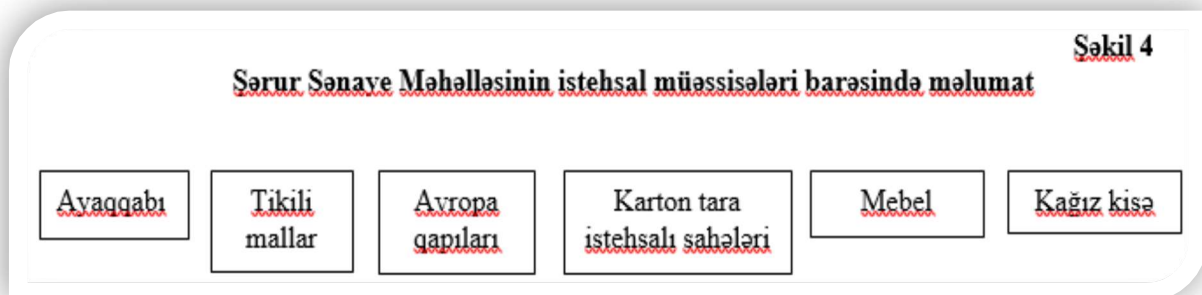 Şəkil 4
Şərur Sənaye Məhəlləsinin istehsal müəssisələri barəsində məlumat
Ayaqqabı
Tikili
mallar
Avropa
qapıları
Karton tara
istehsalı sahələri
Mebel
Kağız kisə